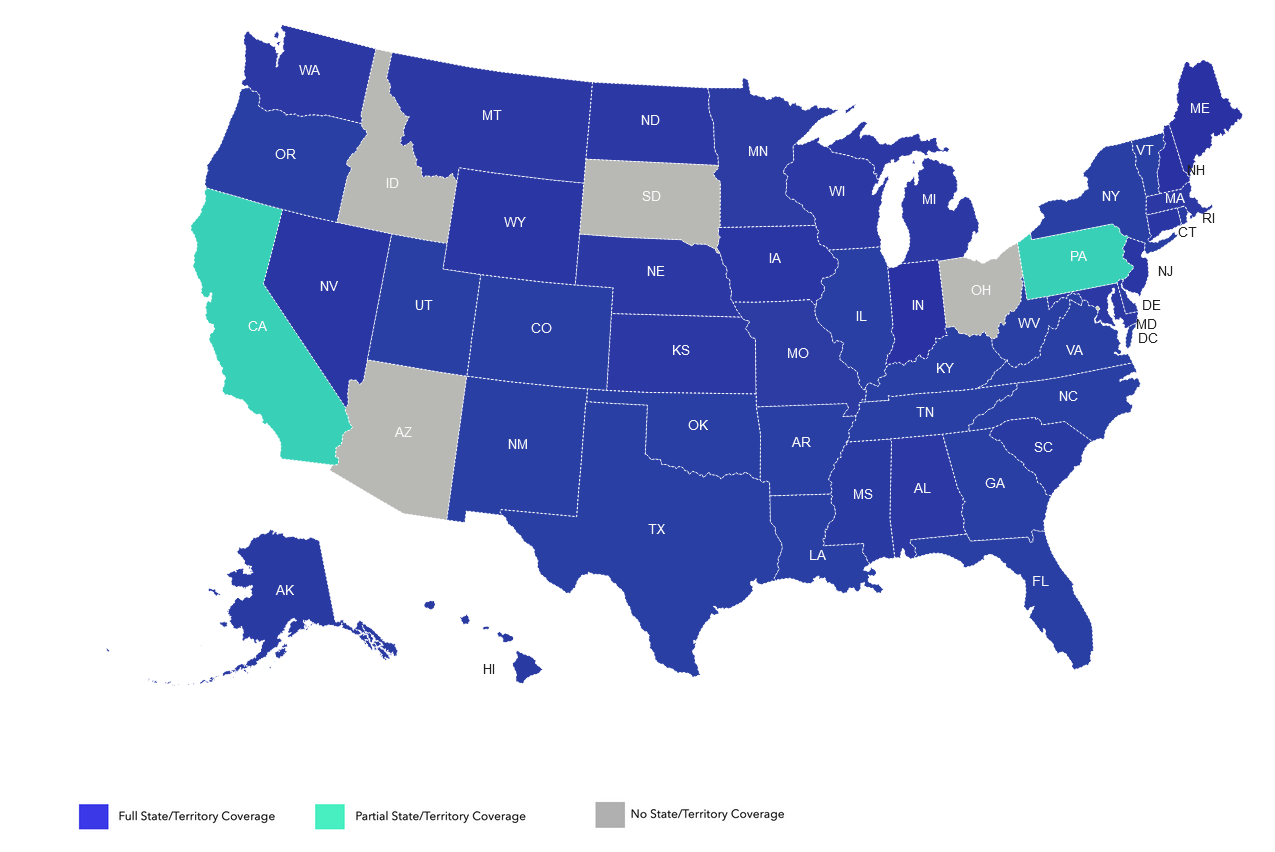 WA
MT
ND
MN
OR
ID
SD
WI
MI
NY
VT
ME
NH
MA
RI
CT
WY
NE
IA
PA
NJ
NV
UT
CO
KS
MO
IL
IN
OH
WV
DE
MD
DC
CA
KY
VA
AZ
NM
OK
AR
TN
NC
SC
TX
LA
MS
AL
GA
FL
AK
HI
Full State/Territory Coverage
Partial State/Territory Coverage
No State/Territory Coverage